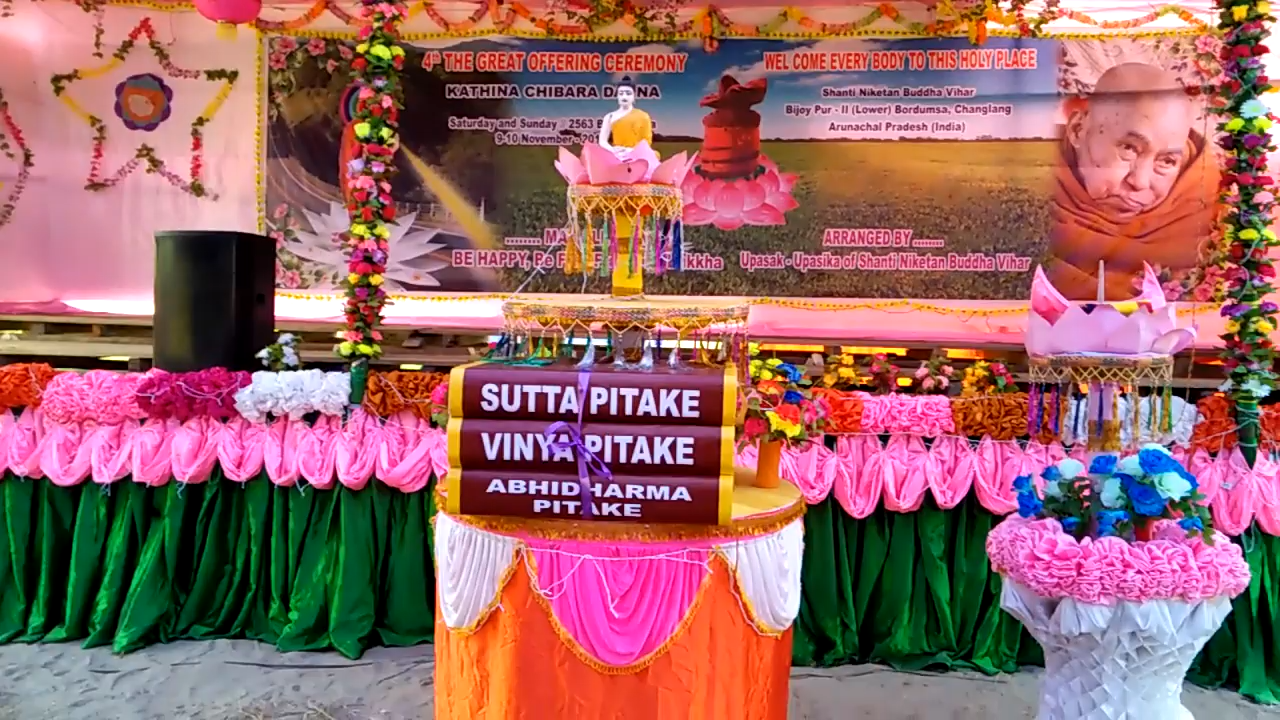 4th THE GREAT OFFERING CEREMONY
KATHINA CHIBARA
Saturday and Sunday 2563
9-10 November
WEL COME EVERY BODY TO THIS HOLY PLACE
Shanti Niketan Buddha Vihar
Bijoy Pur - II (Lower) Bordumsa, Changlang
Arunachal Pradesh (India)
BE HAPPY,
ARRANGED BY ........
Upasak - Upasika of Shanti Niketan Buddha Vihar
SUTTA PITAKE
VINYA PITAKE
ABHIDHARMA
PITAKE